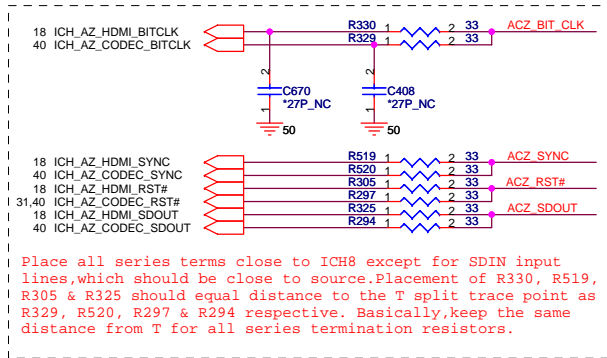 18 ICH_AZ_HDMI_BITCLK R330 1 2 33 ACZ_BIT_CLK
40 ICH_AZ_CODEC_BITCLK R329 1 2 33
2 C670 2 C408
1 *27P_NC 1 *27P_NC
50 50
18 ICH_AZ_HDMI_SYNC R519 1 2 33 ACZ_SYNC
40 ICH_AZ_CODEC_SYNC R520 1 2 33
18 ICH_AZ_HDMI_RST# R305 1 2 33 ACZ_RST#
31,40 ICH_AZ_CODEC_RST# R297 1 2 33
18 ICH_AZ_HDMI_SDOUT R325 1 2 33 ACZ_SDOUT
40 ICH_AZ_CODEC_SDOUT R294 1 2 33
Place all series terms close to ICH8 except for SDIN input
lines,which should be close to source.Placement of R330, R519,
R305 & R325 should equal distance to the T split trace point as
R329, R520, R297 & R294 respective. Basically,keep the same
distance from T for all series termination resistors.